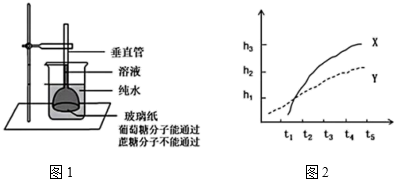 垂直管
溶液
纯水
玻璃纸
葡萄糖分子能通过
蔗糖分子不能通过
图1
h3
h2
h1
X
Y
t1 t2 t3 t4 t5
图2